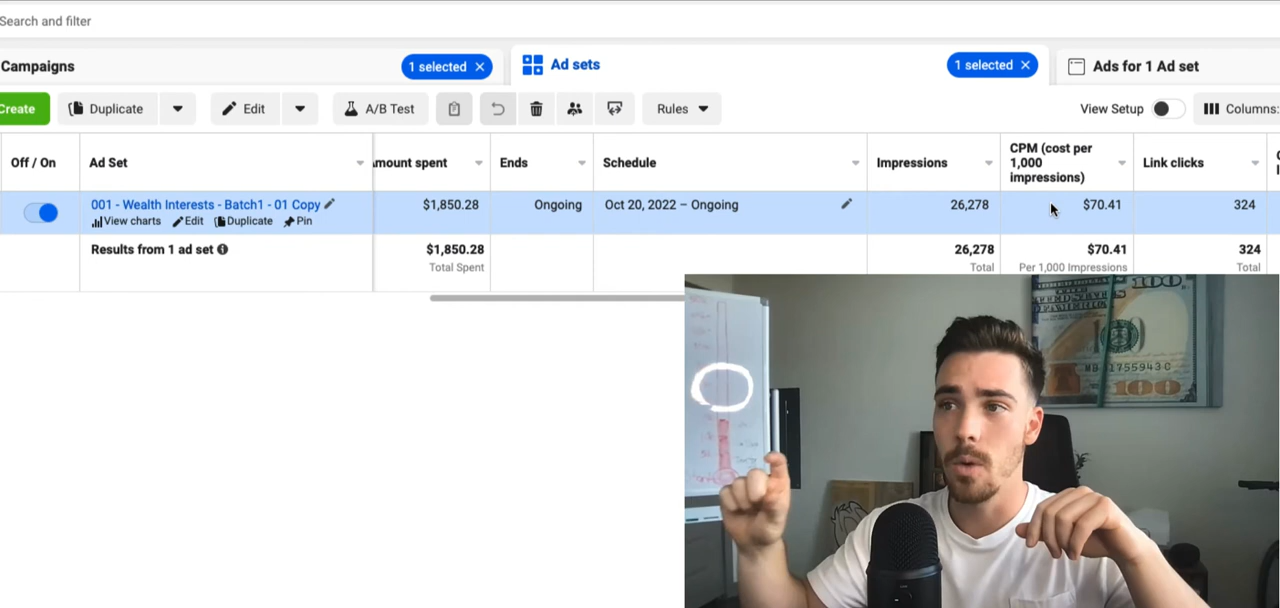 Search and filter
Campaigns
1 selected ×
Ad sets
1 selected ×
Ads for 1 Ad set
Create
Duplicate
Edit
A/B Test
Rules
View Setup
Columns:
Off / On
Ad Set
mount spent
Ends
Schedule
Impressions
CPM (cost per
1,000
impressions)
Link clicks
001 - Wealth Interests - Batch1 - 01 Copy
$1,850.28
Ongoing
Oct 20, 2022 – Ongoing
26,278
$70.41
324
View charts
Edit
Duplicate
Pin
Results from 1 ad set
$1,850.28
26,278
$70.41
324
Total Spent
Total
Per 1,000 Impressions
Total
100
MB 1755943 C
100